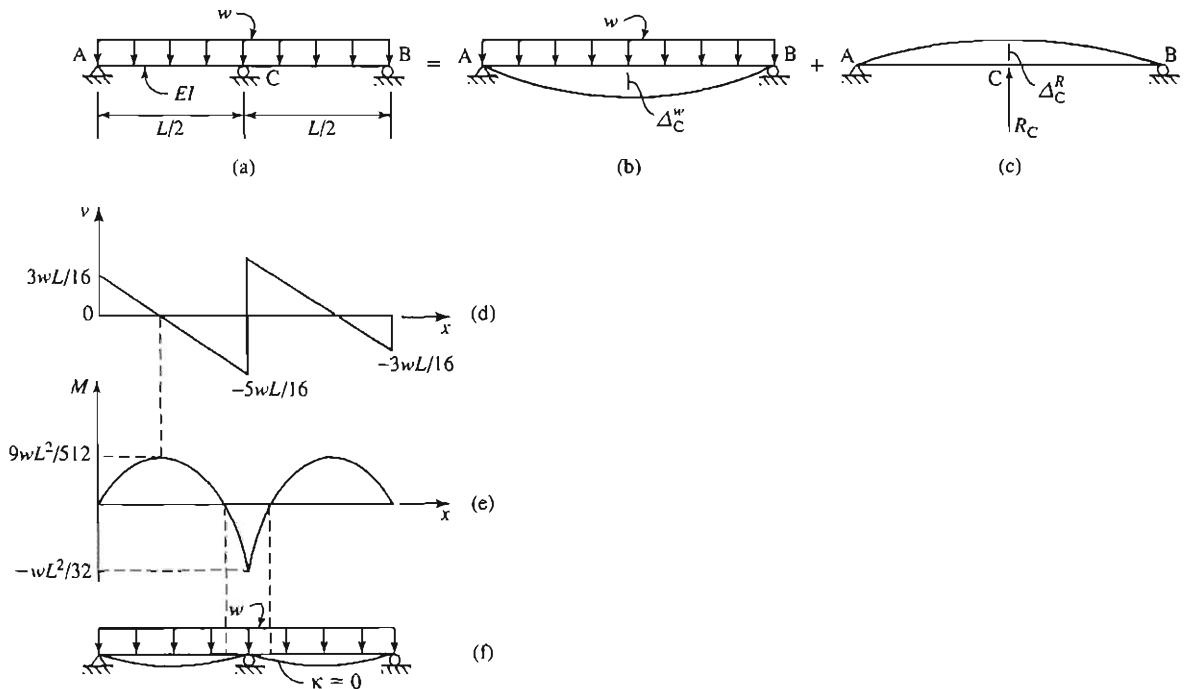 w
A
B
C
EI
L/2
L/2
(a)
=
w
A
B
Δ_C^w
(b)
+
A
B
C
Δ_C^R
R_C
(c)
v
3wL/16
0
x
(d)
−3wL/16
−5wL/16
M
9wL²/512
x
(e)
−wL²/32
w
(f)
κ = 0